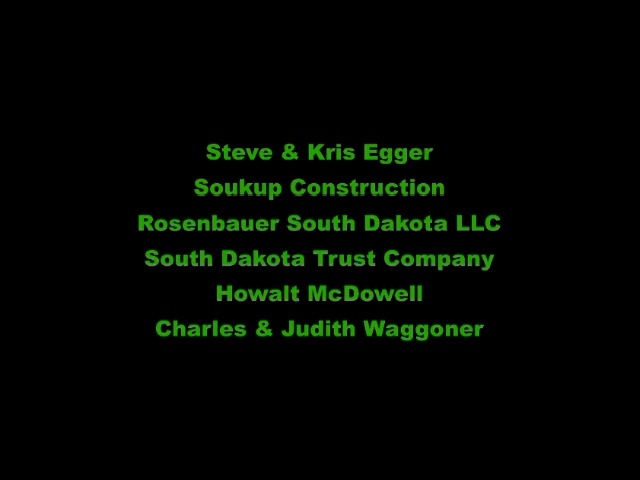 Steve & Kris Egger
Soukup Construction
Rosenbauer South Dakota LLC
South Dakota Trust Company
Howalt McDowell
Charles & Judith Waggoner